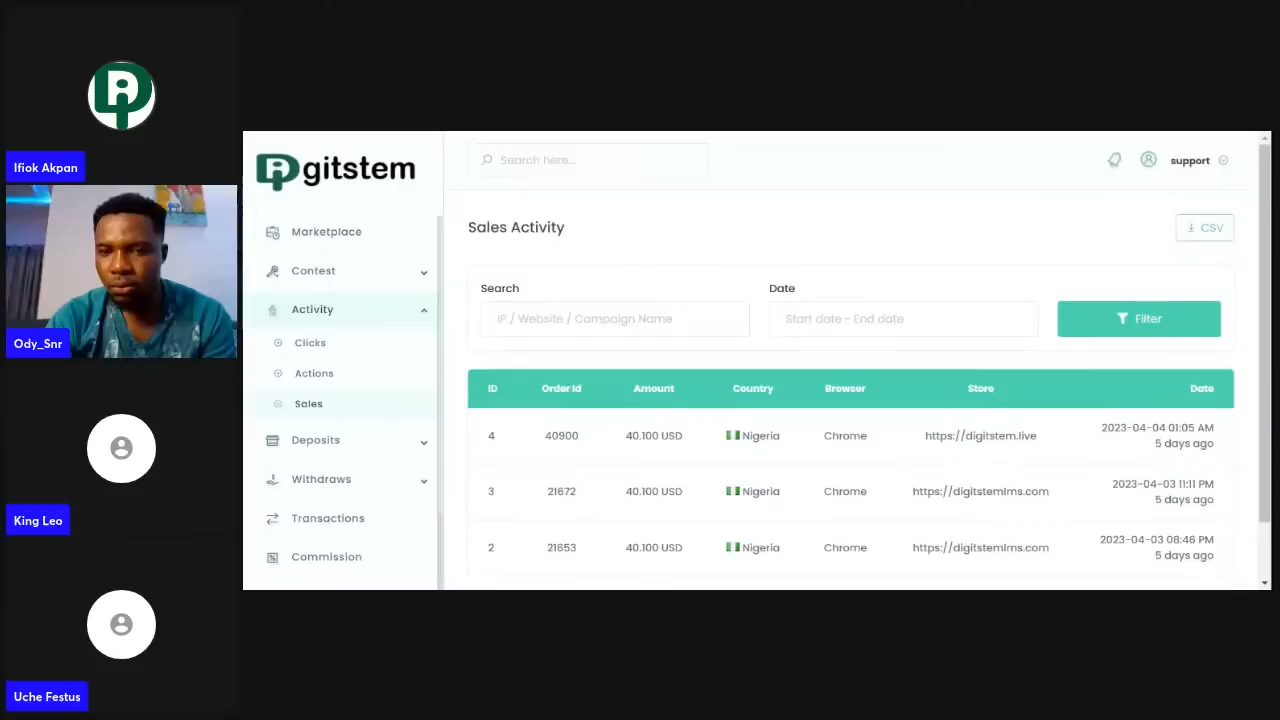 Ifiok Akpan
Ody_Snr
King Leo
Uche Festus
Digitstem
Marketplace
Contest
Activity
Clicks
Actions
Sales
Deposits
Withdraws
Transactions
Commission
Search here...
support
Sales Activity
CSV
Search
Date
IP / Website / Campaign Name
Start date - End date
Filter
ID Order Id Amount Country Browser Store Date
4 40900 40.100 USD Nigeria Chrome https://digitstem.live 2023-04-04 01:05 AM
5 days ago
3 21672 40.100 USD Nigeria Chrome https://digitstemlms.com 2023-04-03 11:11 PM
5 days ago
2 21653 40.100 USD Nigeria Chrome https://digitstemlms.com 2023-04-03 08:46 PM
5 days ago